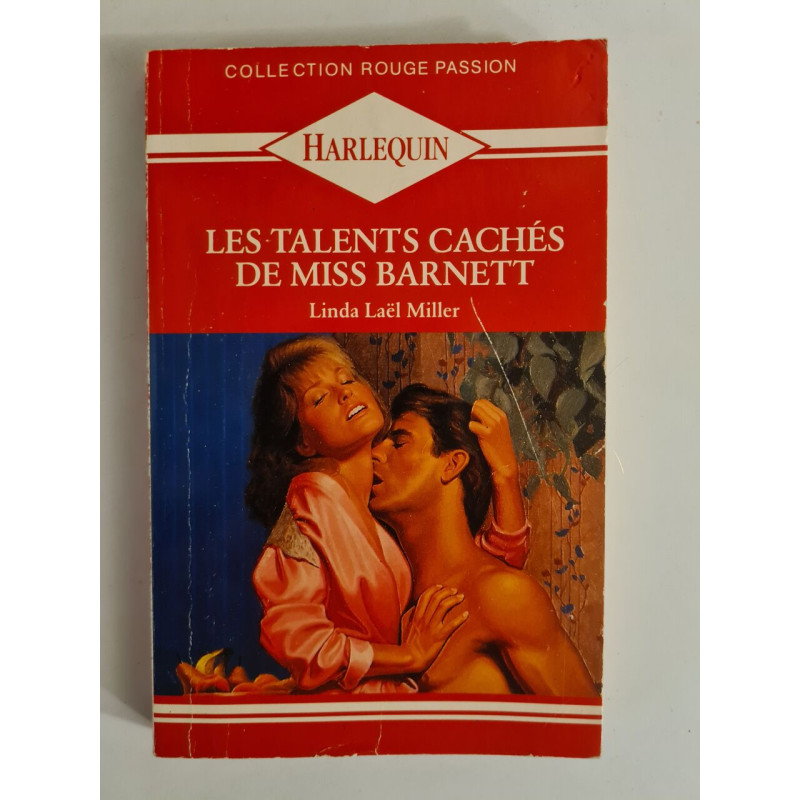 COLLECTION ROUGE PASSION
HARLEQUIN
LES TALENTS CACHÉS
DE MISS BARNETT
Linda Laël Miller